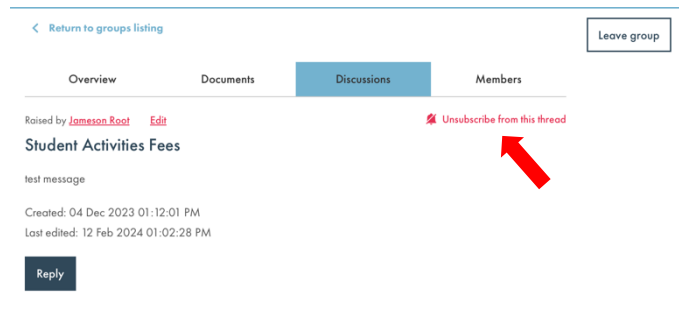 Return to groups listing
Leave group
Overview Documents Discussions Members
Raised by Jameson Root Edit Unsubscribe from this thread
Student Activities Fees
test message
Created: 04 Dec 2023 01:12:01 PM
Last edited: 12 Feb 2024 01:02:28 PM
Reply